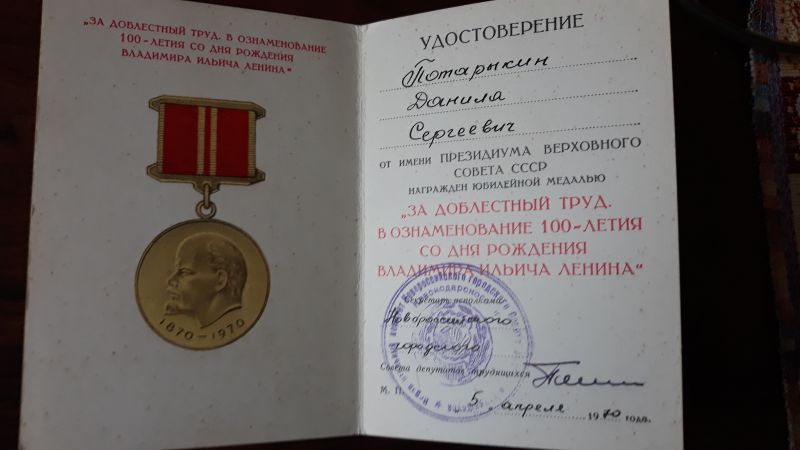 „ЗА ДОБЛЕСТНЫЙ ТРУД. В ОЗНАМЕНОВАНИЕ
100-ЛЕТИЯ СО ДНЯ РОЖДЕНИЯ
ВЛАДИМИРА ИЛЬИЧА ЛЕНИНА“
1870-1970
УДОСТОВЕРЕНИЕ
Потарыкин
Данила
Сергеевич
ОТ ИМЕНИ ПРЕЗИДИУМА ВЕРХОВНОГО
СОВЕТА СССР
НАГРАЖДЕН ЮБИЛЕЙНОЙ МЕДАЛЬЮ
„ЗА ДОБЛЕСТНЫЙ ТРУД.
В ОЗНАМЕНОВАНИЕ 100-ЛЕТИЯ
СО ДНЯ РОЖДЕНИЯ
ВЛАДИМИРА ИЛЬИЧА ЛЕНИНА“
Секретарь исполкома
Новороссийского
городского
Совета депутатов трудящихся
М. П.
5 апреля 1970 года.